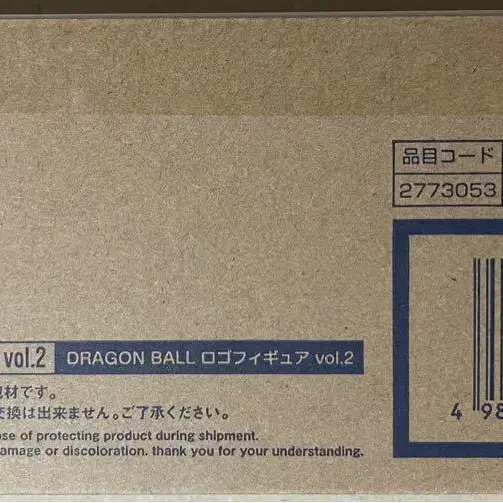 品目コード
2773053
vol.2 DRAGON BALL ロゴフィギュア vol.2
材です。
交換は出来ません。ご了承ください。
of protecting product during shipment.
damage or discoloration. thank you for your understanding.
4 98